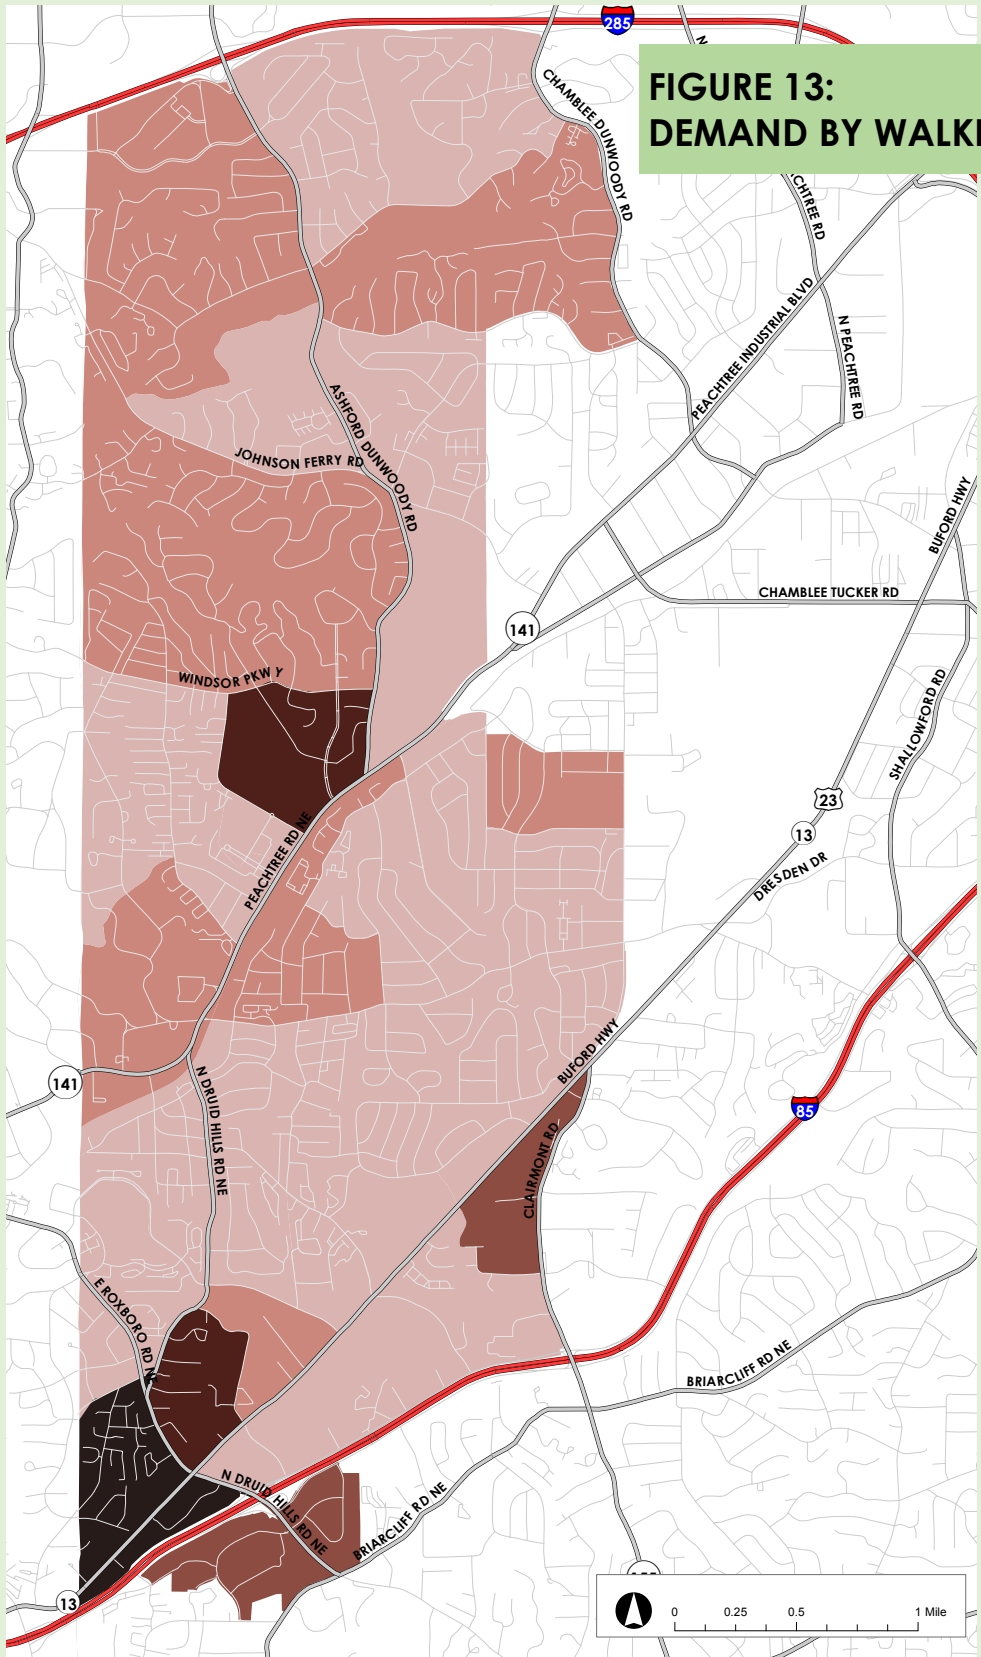 285
N
FIGURE 13:
DEMAND BY WALK
CHAMBLEE DUNWOODY RD
ACHTREE RD
PEACHTREE INDUSTRIAL BLVD
N PEACHTREE RD
ASHFORD DUNWOODY RD
JOHNSON FERRY RD
BUFORD HWY
CHAMBLEE TUCKER RD
141
WINDSOR PKW Y
SHALLOWFORD RD
23
13
DRESDEN DR
PEACHTREE RD NE
BUFORD HWY
141
N DRUID HILLS RD NE
85
CLAIRMONT RD
E ROXBORO RD NE
BRIARCLIFF RD NE
N DRUID HILLS RD NE
BRIARCLIFF RD NE
13
0 0.25 0.5 1 Mile